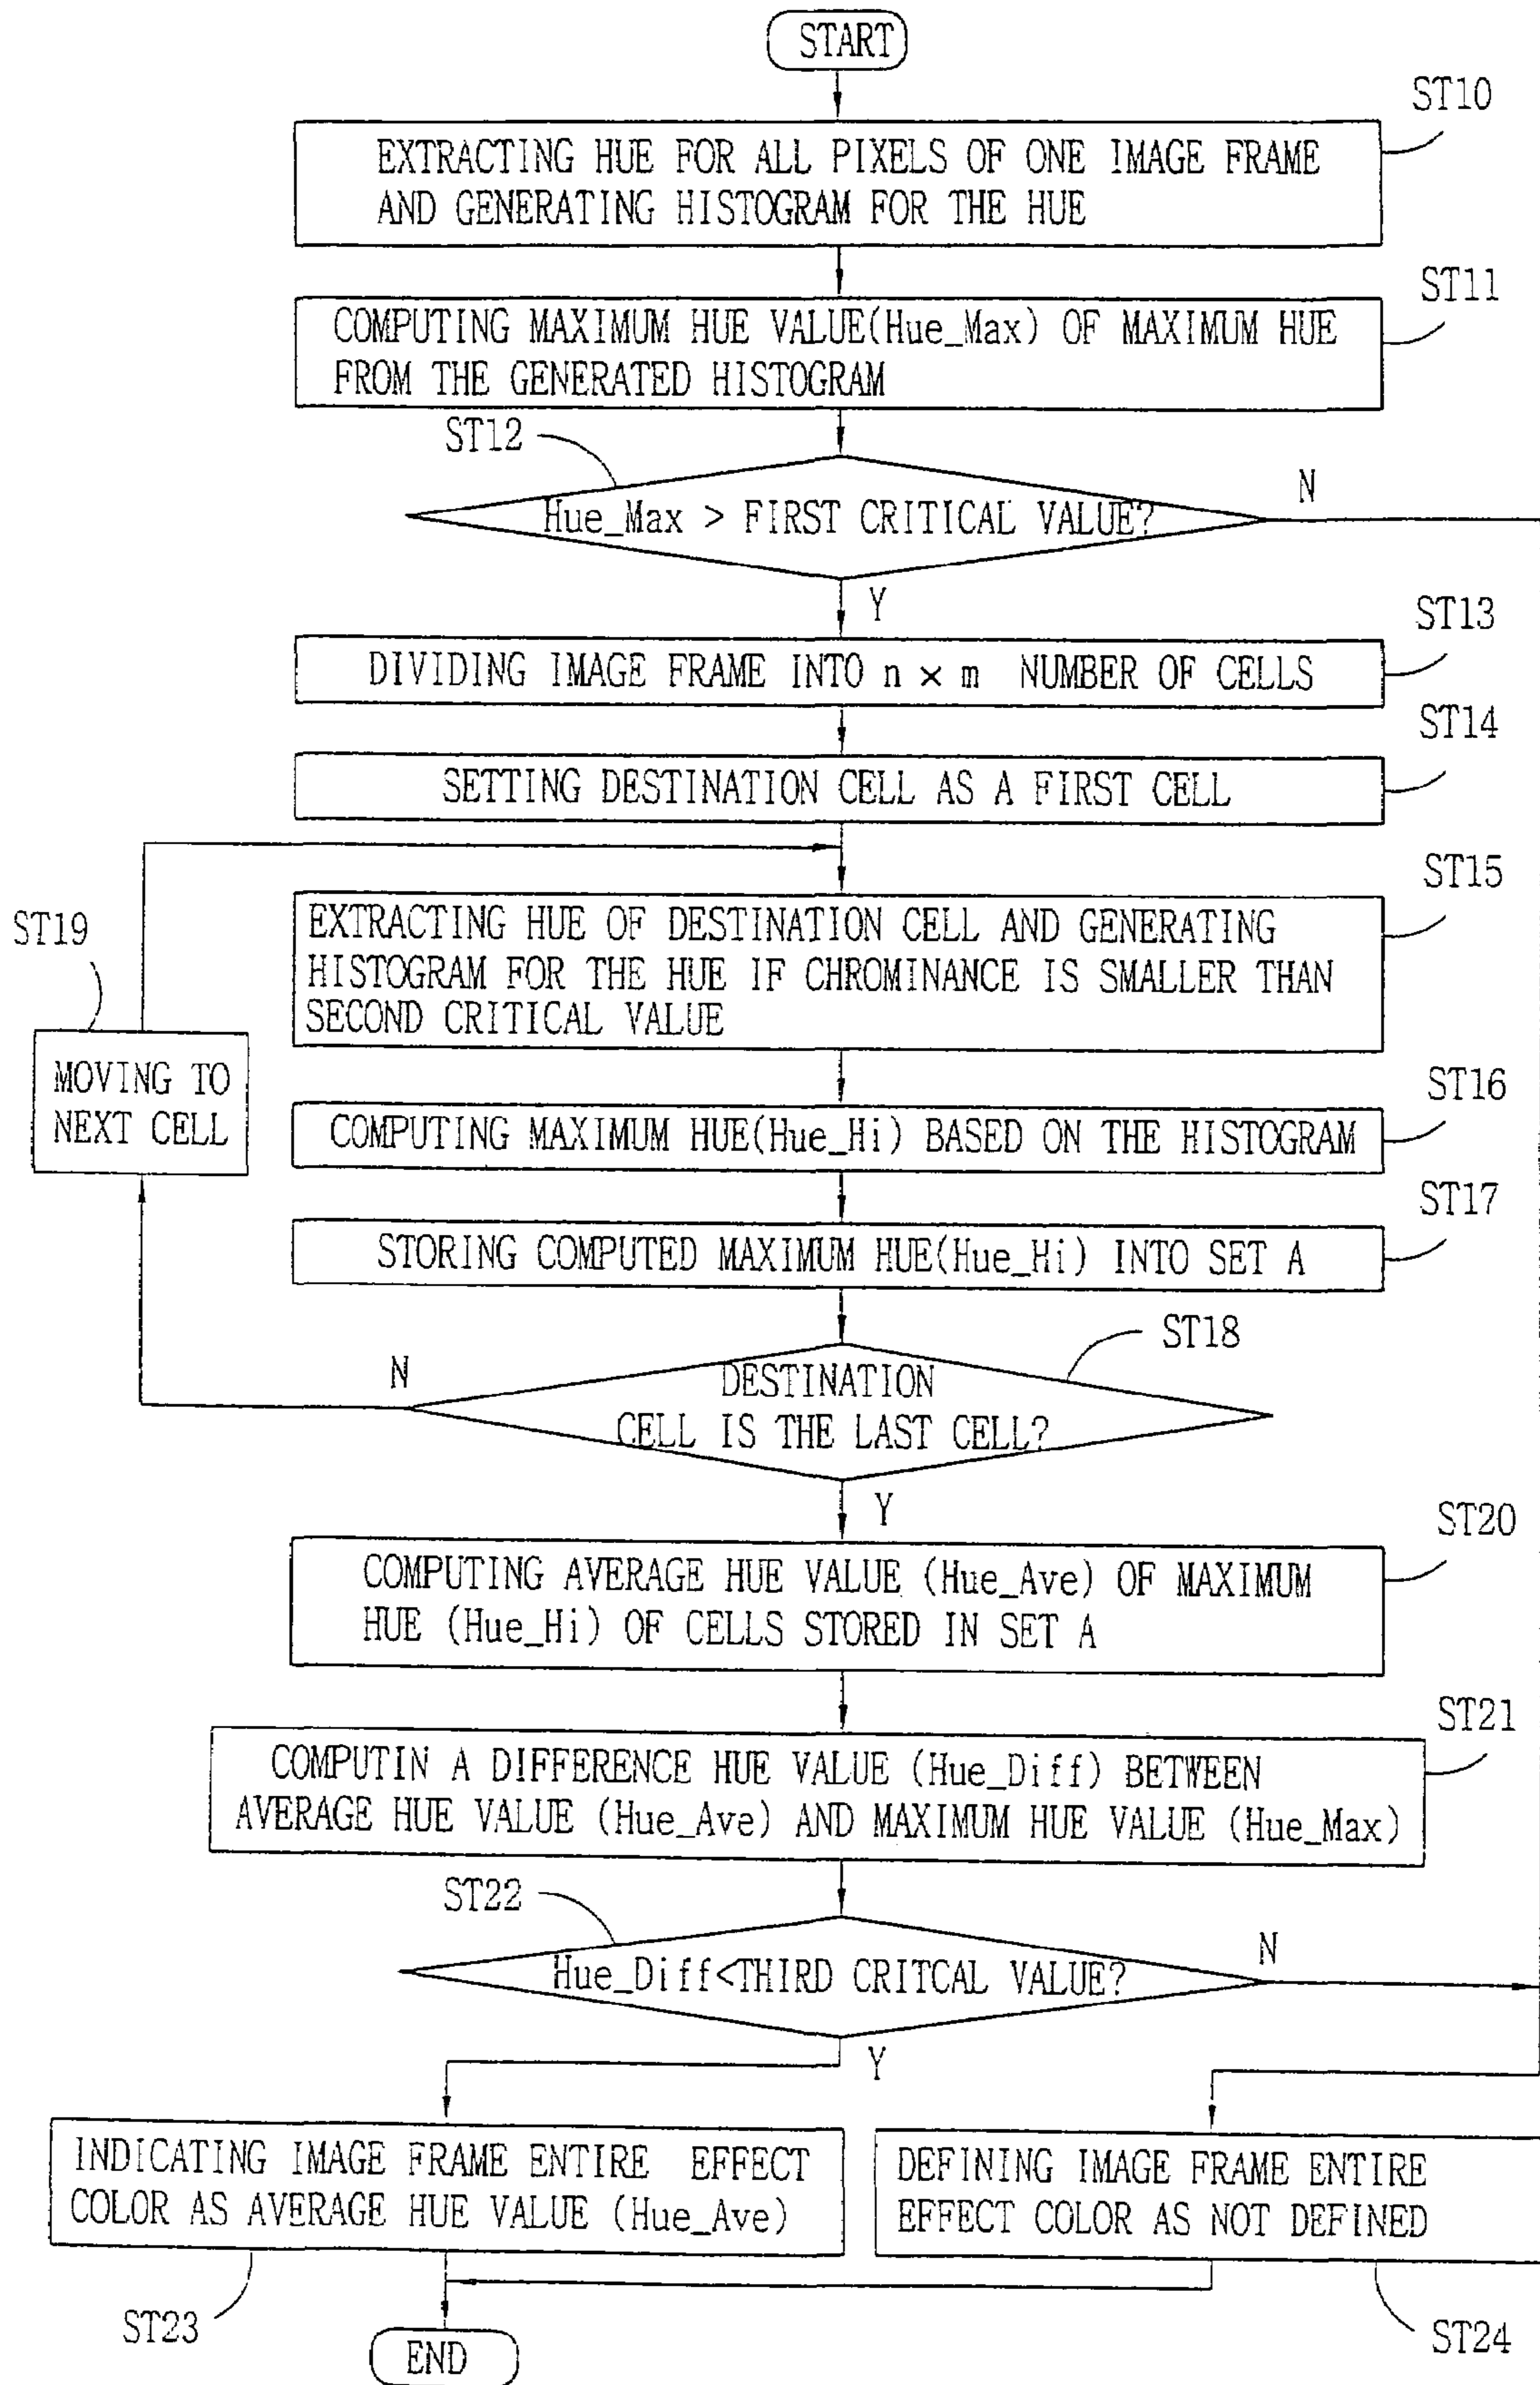 START
ST10
EXTRACTING HUE FOR ALL PIXELS OF ONE IMAGE FRAME
AND GENERATING HISTOGRAM FOR THE HUE
ST11
COMPUTING MAXIMUM HUE VALUE(Hue_Max) OF MAXIMUM HUE
FROM THE GENERATED HISTOGRAM
ST12
Hue_Max > FIRST CRITICAL VALUE?
N
Y
ST13
DIVIDING IMAGE FRAME INTO n × m NUMBER OF CELLS
ST14
SETTING DESTINATION CELL AS A FIRST CELL
ST15
EXTRACTING HUE OF DESTINATION CELL AND GENERATING
HISTOGRAM FOR THE HUE IF CHROMINANCE IS SMALLER THAN
SECOND CRITICAL VALUE
ST19
MOVING TO
NEXT CELL
ST16
COMPUTING MAXIMUM HUE(Hue_Hi) BASED ON THE HISTOGRAM
ST17
STORING COMPUTED MAXIMUM HUE(Hue_Hi) INTO SET A
ST18
N
DESTINATION
CELL IS THE LAST CELL?
Y
ST20
COMPUTING AVERAGE HUE VALUE (Hue_Ave) OF MAXIMUM
HUE (Hue_Hi) OF CELLS STORED IN SET A
ST21
COMPUTIN A DIFFERENCE HUE VALUE (Hue_Diff) BETWEEN
AVERAGE HUE VALUE (Hue_Ave) AND MAXIMUM HUE VALUE (Hue_Max)
ST22
Hue_Diff<THIRD CRITCAL VALUE?
N
Y
INDICATING IMAGE FRAME ENTIRE EFFECT
COLOR AS AVERAGE HUE VALUE (Hue_Ave)
DEFINING IMAGE FRAME ENTIRE
EFFECT COLOR AS NOT DEFINED
ST23
ST24
END